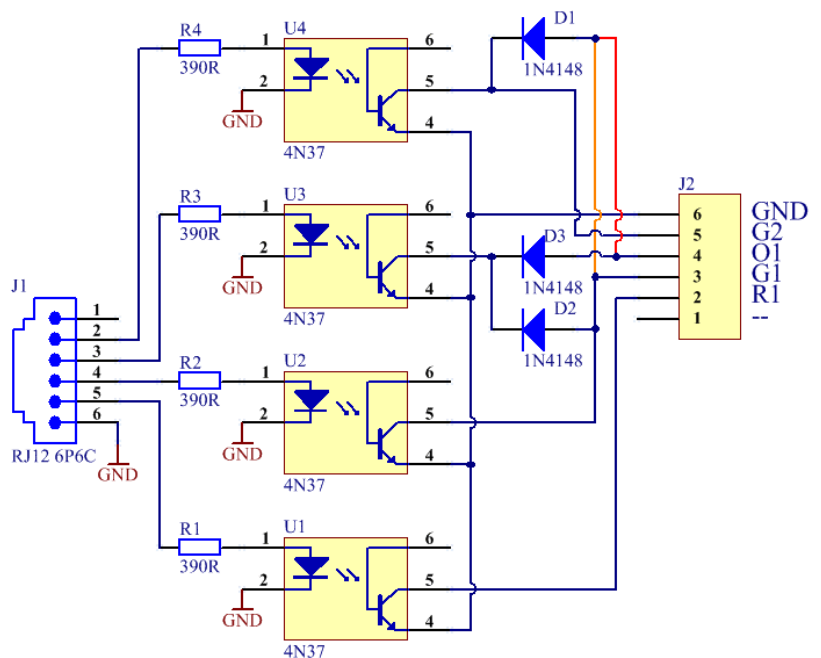 R4
390R
U4
1
2
6
5
4
GND
4N37
D1
1N4148
R3
390R
U3
1
2
6
5
4
GND
4N37
D3
1N4148
D2
1N4148
J2
6 GND
5 G2
4 O1
3 G1
2 R1
1 --
J1
1
2
3
4
5
6
RJ12 6P6C
GND
R2
390R
U2
1
2
6
5
4
GND
4N37
R1
390R
U1
1
2
6
5
4
GND
4N37